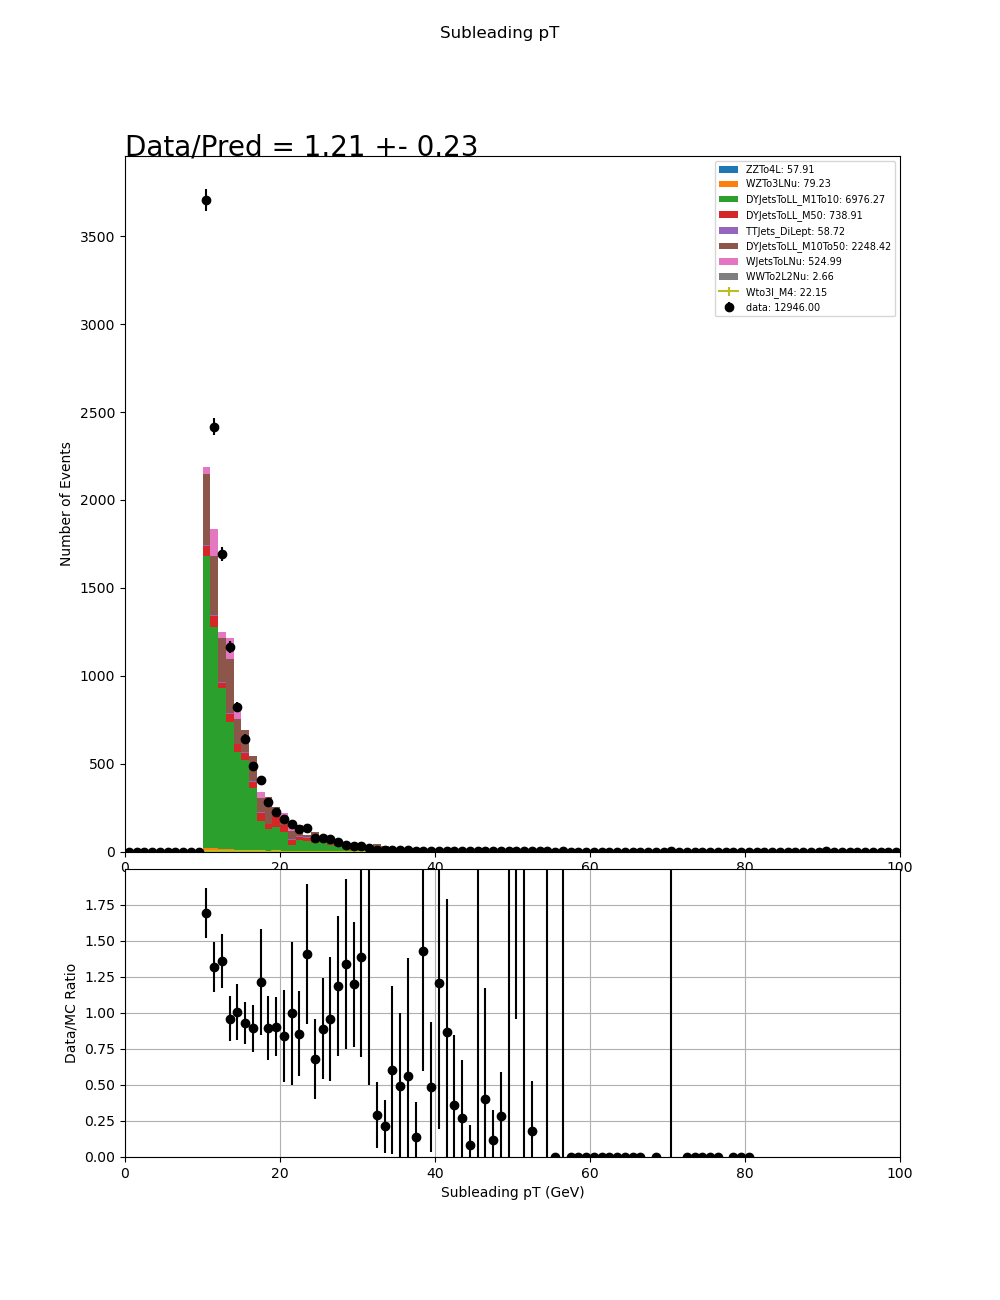 Subleading pT
Data/Pred = 1.21 +- 0.23
ZZTo4L: 57.91
WZTo3LNu: 79.23
DYJetsToLL_M1To10: 6976.27
DYJetsToLL_M50: 738.91
TTJets_DiLept: 58.72
DYJetsToLL_M10To50: 2248.42
WJetsToLNu: 524.99
WWTo2L2Nu: 2.66
Wto3l_M4: 22.15
data: 12946.00
Number of Events
3500
3000
2500
2000
1500
1000
500
0
0 20 40 60 80 100
Data/MC Ratio
1.75
1.50
1.25
1.00
0.75
0.50
0.25
0.00
0 20 40 60 80 100
Subleading pT (GeV)